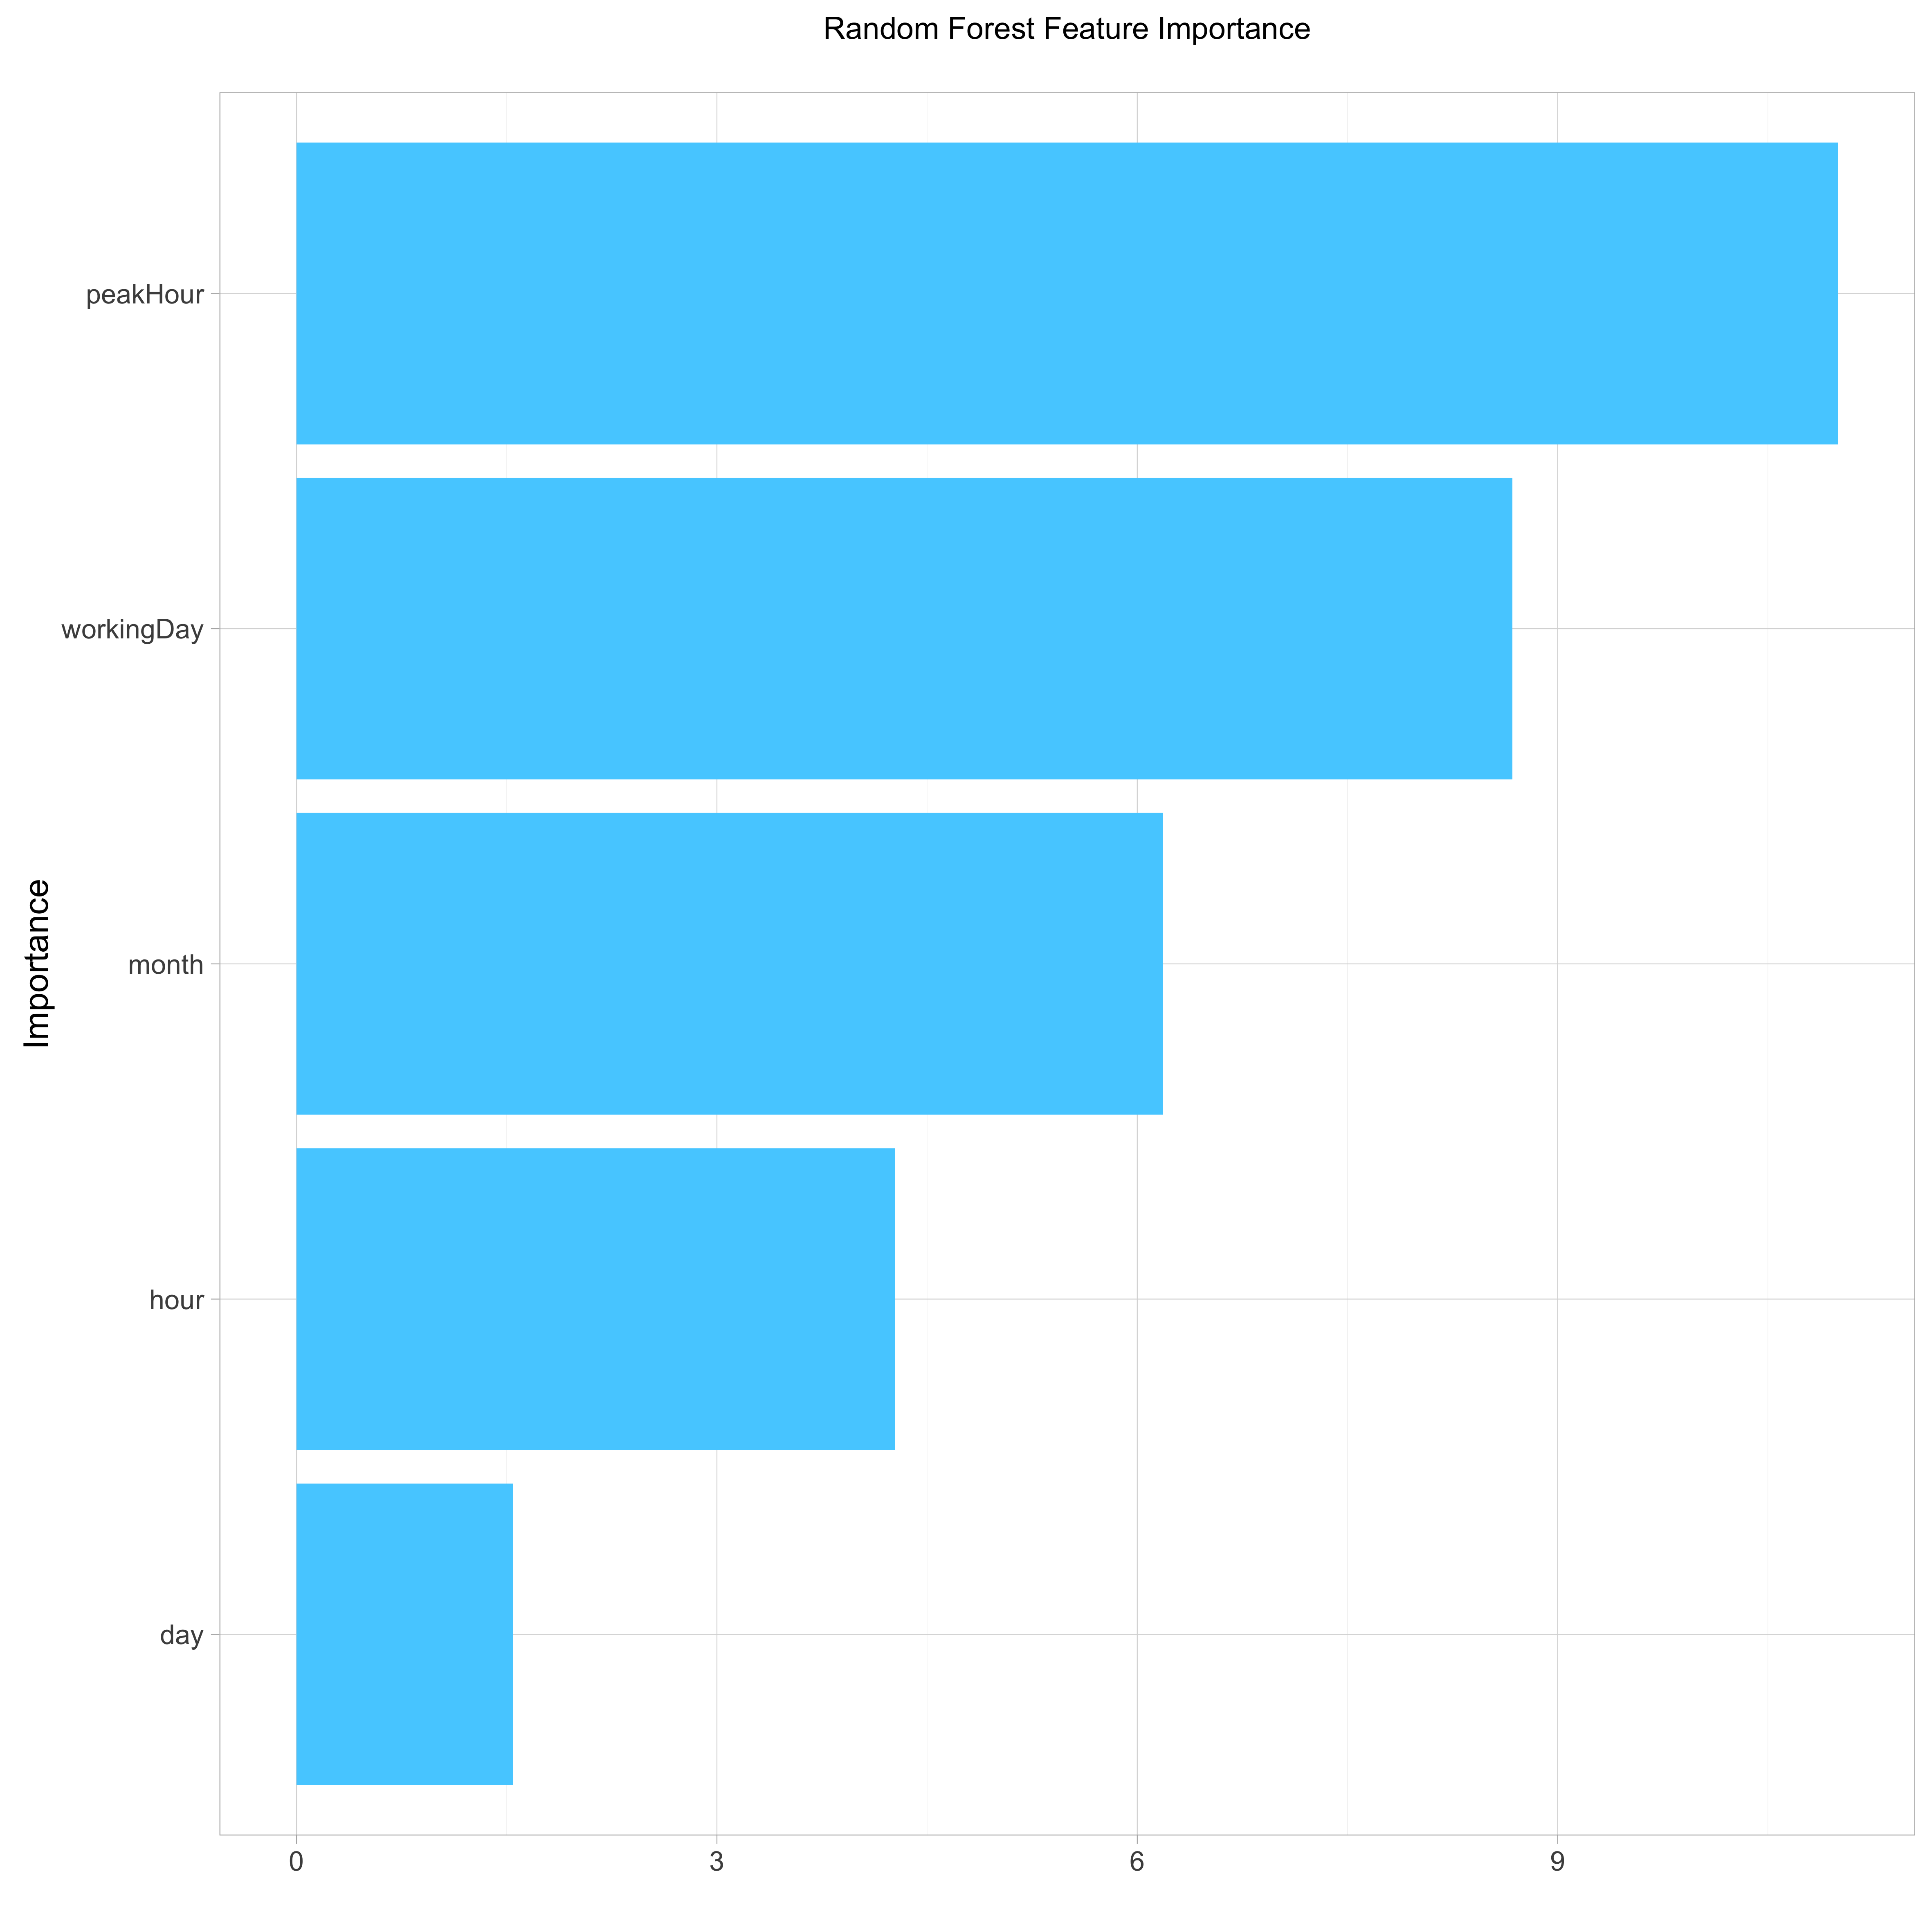 Random Forest Feature Importance
peakHour
workingDay
month
hour
day
Importance
0 3 6 9